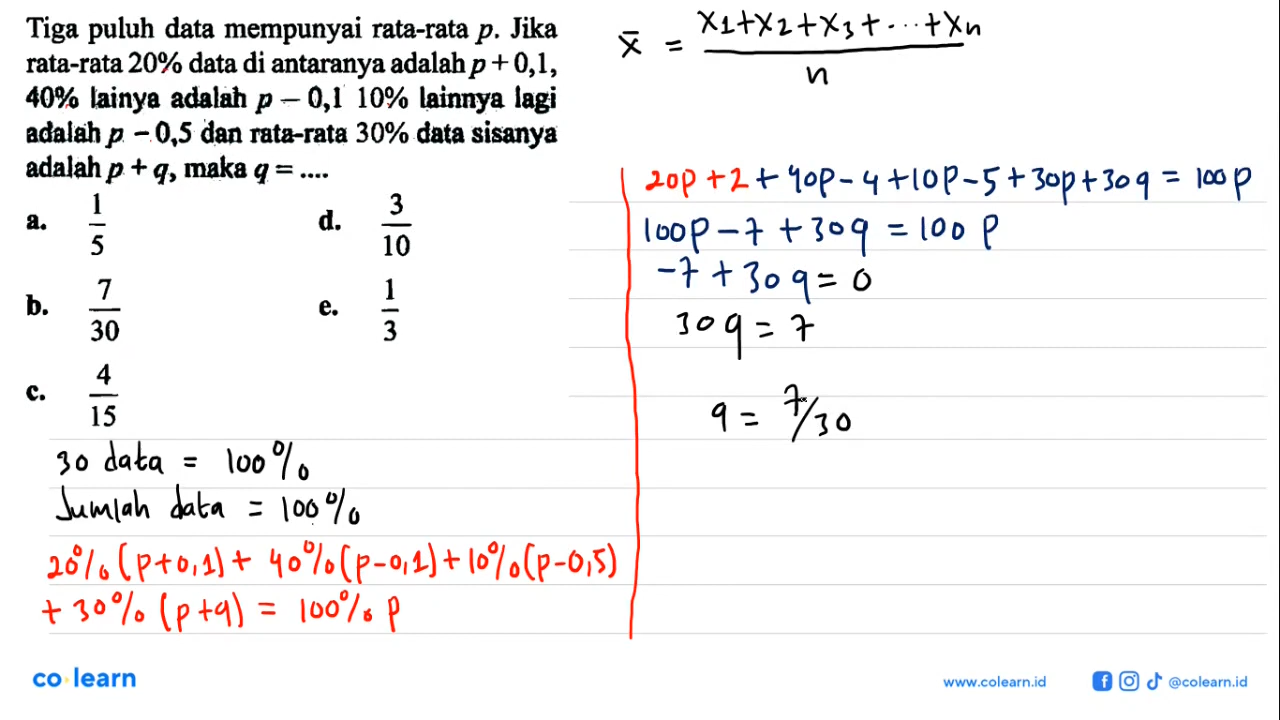 Tiga puluh data mempunyai rata-rata p. Jika
rata-rata 20% data di antaranya adalah p + 0,1,
40% lainya adalah p – 0,1 10% lainnya lagi
adalah p – 0,5 dan rata-rata 30% data sisanya
adalah p + q, maka q = ....
a. 1/5
d. 3/10
b. 7/30
e. 1/3
c. 4/15
30 data = 100%
Jumlah data = 100%
20% (p+0,1) + 40% (p-0,1) + 10% (p-0,5)
+ 30% (p+q) = 100% p
x̄ = x1+x2+x3+...+xn / n
20p + 2 + 40p - 4 + 10p - 5 + 30p + 30q = 100p
100p - 7 + 30q = 100 p
-7 + 30q = 0
30q = 7
q = 7/30
co·learn
www.colearn.id
@colearn.id